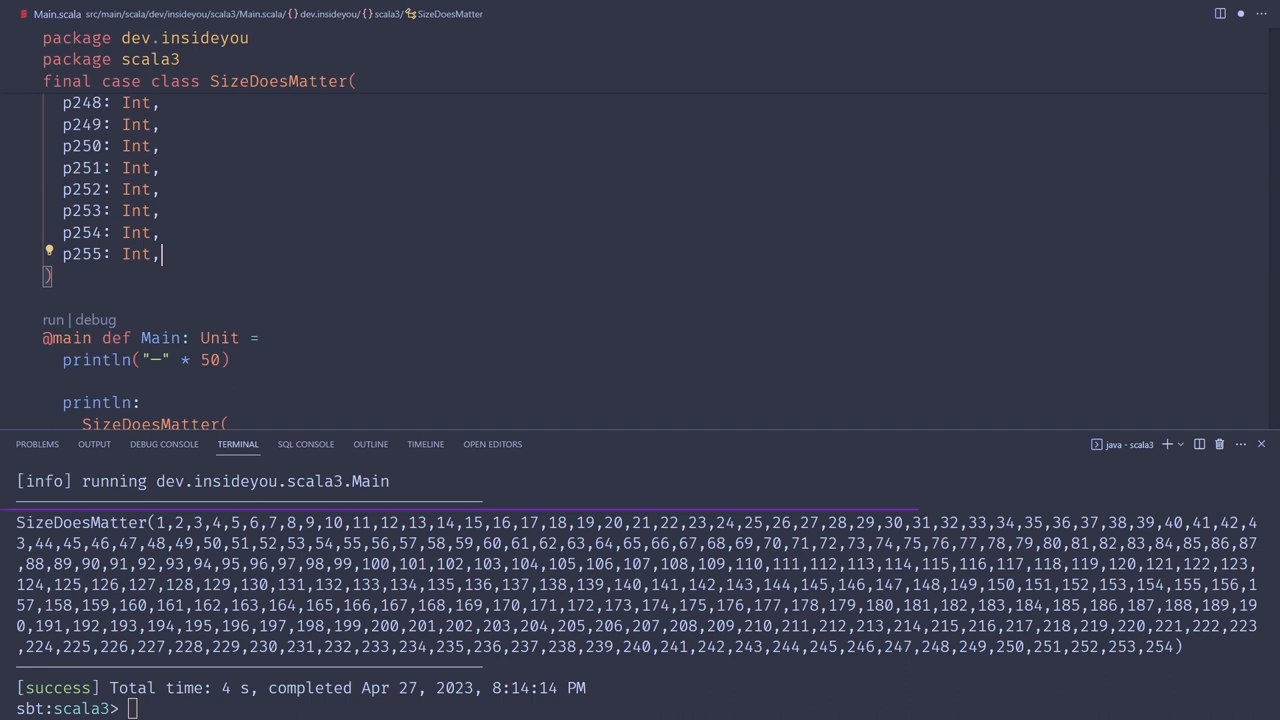 Main.scala src/main/scala/dev/insideyou/scala3/Main.scala/{} dev.insideyou/{} scala3/ SizeDoesMatter
package dev.insideyou
package scala3
final case class SizeDoesMatter(
p248: Int,
p249: Int,
p250: Int,
p251: Int,
p252: Int,
p253: Int,
p254: Int,
p255: Int,
)
run | debug
@main def Main: Unit =
println("—" * 50)
println:
SizeDoesMatter(
PROBLEMS OUTPUT DEBUG CONSOLE TERMINAL SQL CONSOLE OUTLINE TIMELINE OPEN EDITORS java - scala3
[info] running dev.insideyou.scala3.Main
SizeDoesMatter(1,2,3,4,5,6,7,8,9,10,11,12,13,14,15,16,17,18,19,20,21,22,23,24,25,26,27,28,29,30,31,32,33,34,35,36,37,38,39,40,41,42,4
3,44,45,46,47,48,49,50,51,52,53,54,55,56,57,58,59,60,61,62,63,64,65,66,67,68,69,70,71,72,73,74,75,76,77,78,79,80,81,82,83,84,85,86,87
,88,89,90,91,92,93,94,95,96,97,98,99,100,101,102,103,104,105,106,107,108,109,110,111,112,113,114,115,116,117,118,119,120,121,122,123,
124,125,126,127,128,129,130,131,132,133,134,135,136,137,138,139,140,141,142,143,144,145,146,147,148,149,150,151,152,153,154,155,156,1
57,158,159,160,161,162,163,164,165,166,167,168,169,170,171,172,173,174,175,176,177,178,179,180,181,182,183,184,185,186,187,188,189,19
0,191,192,193,194,195,196,197,198,199,200,201,202,203,204,205,206,207,208,209,210,211,212,213,214,215,216,217,218,219,220,221,222,223
,224,225,226,227,228,229,230,231,232,233,234,235,236,237,238,239,240,241,242,243,244,245,246,247,248,249,250,251,252,253,254)
[success] Total time: 4 s, completed Apr 27, 2023, 8:14:14 PM
sbt:scala3>